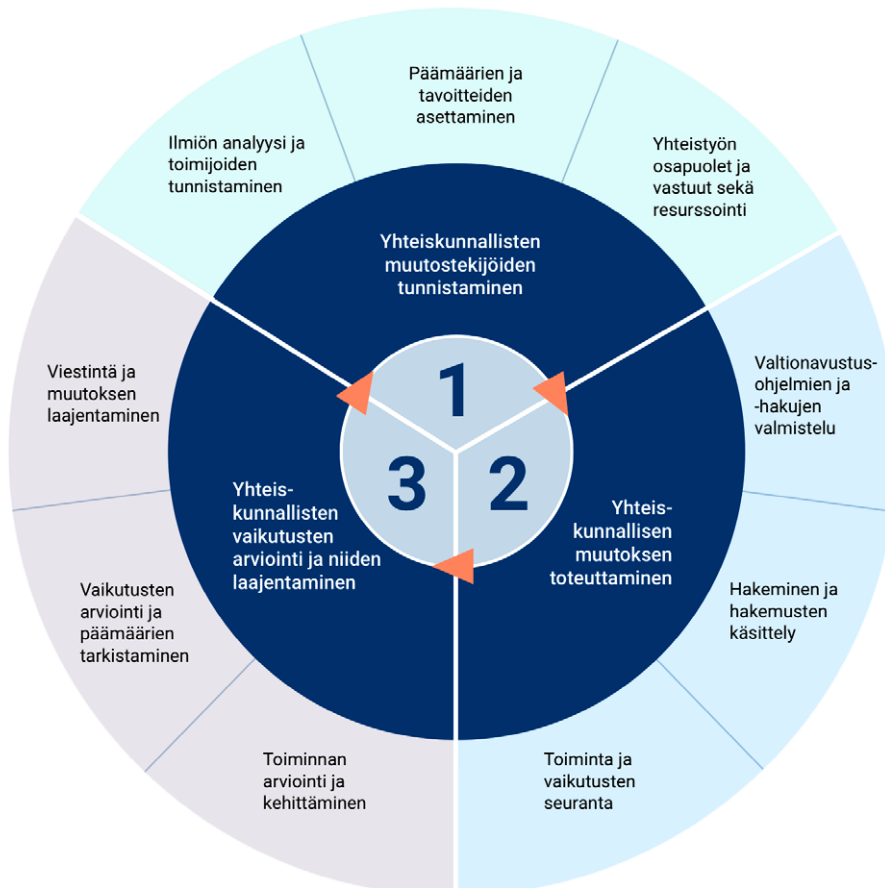 Päämäärien ja
tavoitteiden
asettaminen
Ilmiön analyysi ja
toimijoiden
tunnistaminen
Yhteistyön
osapuolet ja
vastuut sekä
resurssointi
Yhteiskunnallisten
muutostekijöiden
tunnistaminen
1
Valtionavustus-
ohjelmien ja
-hakujen
valmistelu
Viestintä ja
muutoksen
laajentaminen
3
2
Yhteis-
kunnallisten
vaikutusten
arviointi ja niiden
laajentaminen
Yhteis-
kunnallisen
muutoksen
toteuttaminen
Hakeminen ja
hakemusten
käsittely
Vaikutusten
arviointi ja
päämäärien
tarkistaminen
Toiminnan
arviointi ja
kehittäminen
Toiminta ja
vaikutusten
seuranta